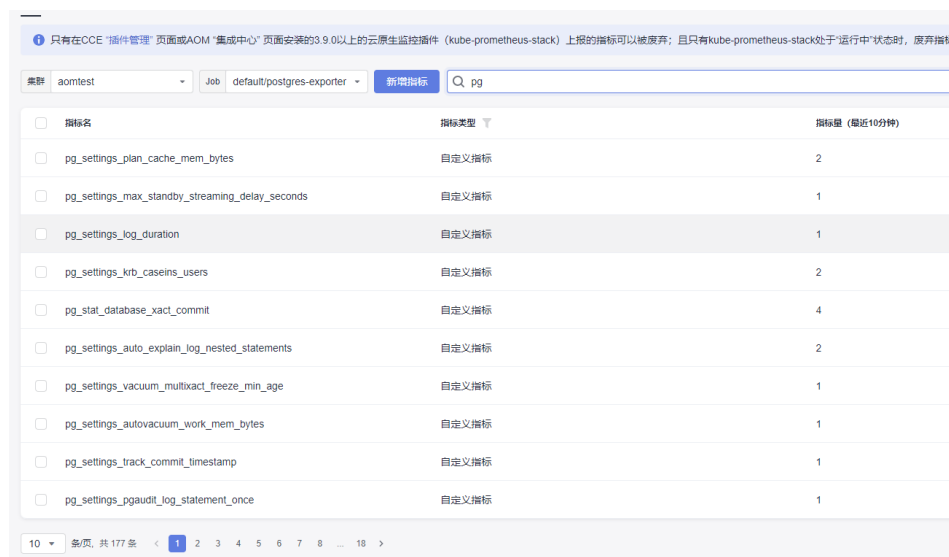 只有在CCE “插件管理” 页面或AOM “集成中心” 页面安装的3.9.0以上的云原生监控插件（kube-prometheus-stack）上报的指标可以被废弃；且只有kube-prometheus-stack处于“运行中”状态时，废弃指标
集群 aomtest Job default/postgres-exporter 新增指标 pg
指标名 指标类型 指标量（最近10分钟）
pg_settings_plan_cache_mem_bytes 自定义指标 2
pg_settings_max_standby_streaming_delay_seconds 自定义指标 1
pg_settings_log_duration 自定义指标 1
pg_settings_krb_caseins_users 自定义指标 2
pg_stat_database_xact_commit 自定义指标 4
pg_settings_auto_explain_log_nested_statements 自定义指标 2
pg_settings_vacuum_multixact_freeze_min_age 自定义指标 1
pg_settings_autovacuum_work_mem_bytes 自定义指标 1
pg_settings_track_commit_timestamp 自定义指标 1
pg_settings_pgaudit_log_statement_once 自定义指标 1
10 条/页, 共 177 条 < 1 2 3 4 5 6 7 8 ... 18 >